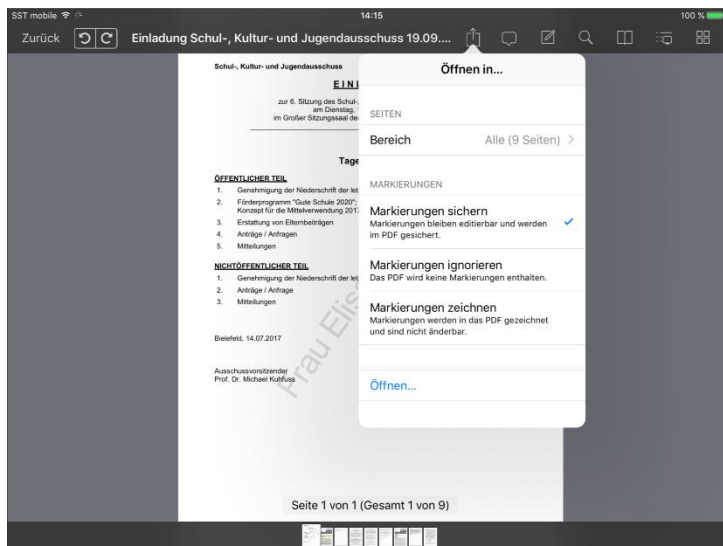 SST mobile
14:15
100 %
Zurück
Einladung Schul-, Kultur- und Jugendausschuss 19.09....
Schul-, Kultur- und Jugendausschuss
E I N L
zur 6. Sitzung des Schul-,
am Dienstag,
im Großer Sitzungssaal de
Tage
ÖFFENTLICHER TEIL
1. Genehmigung der Niederschrift der let
2. Förderprogramm "Gute Schule 2020";
Konzept für die Mittelverwendung 2017
3. Erstattung von Elternbeiträgen
4. Anträge / Anfragen
5. Mitteilungen
NICHTÖFFENTLICHER TEIL
1. Genehmigung der Niederschrift der let
2. Anträge / Anfrage
3. Mitteilungen
Bielefeld, 14.07.2017
Ausschussvorsitzender
Prof. Dr. Michael Kuhfuss
Frau Elis
Öffnen in...
SEITEN
Bereich Alle (9 Seiten)
MARKIERUNGEN
Markierungen sichern
Markierungen bleiben editierbar und werden
im PDF gesichert.
Markierungen ignorieren
Das PDF wird keine Markierungen enthalten.
Markierungen zeichnen
Markierungen werden in das PDF gezeichnet
und sind nicht änderbar.
Öffnen...
Seite 1 von 1 (Gesamt 1 von 9)